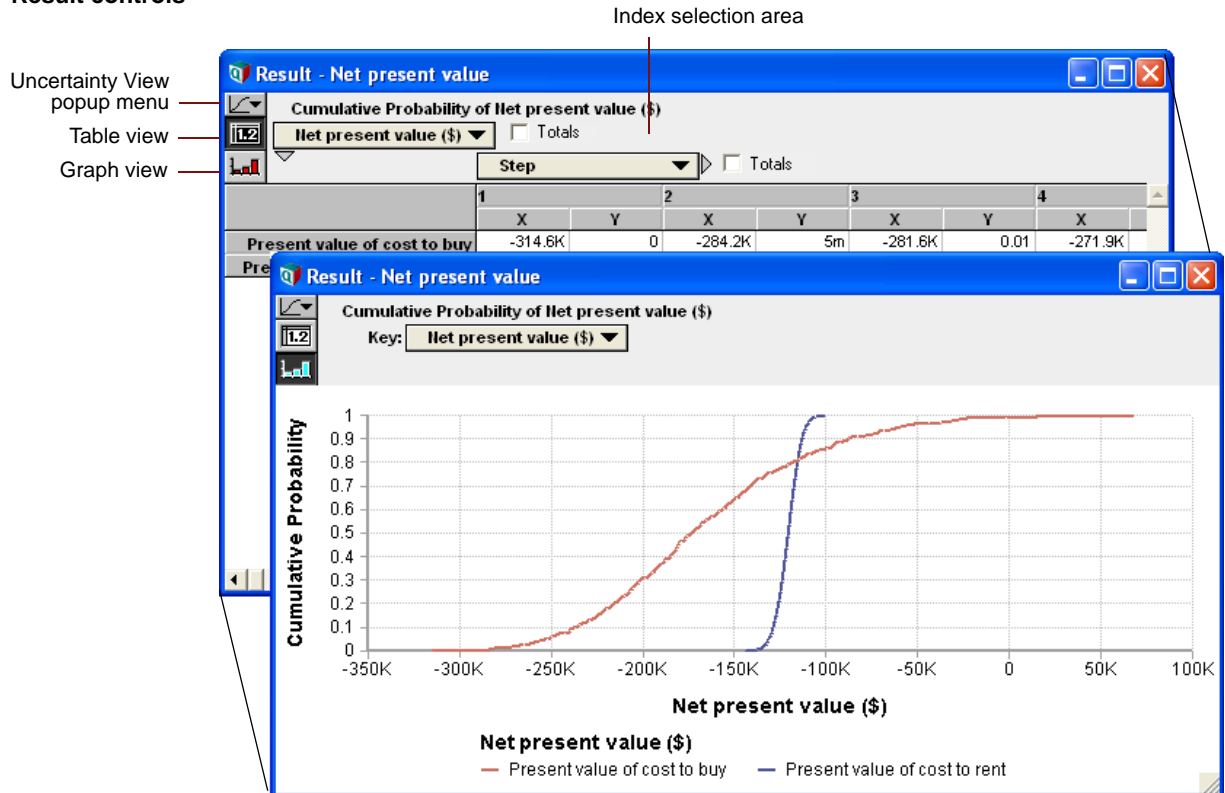 Result controls
Index selection area
Uncertainty View
popup menu
Table view
Graph view
Result - Net present value
Cumulative Probability of Net present value ($)
1.2
Net present value ($)
Totals
Step
Totals
1 2 3 4
X Y X Y X Y X
Present value of cost to buy -314.6K 0 -284.2K 5m -281.6K 0.01 -271.9K
Pre
Result - Net present value
Cumulative Probability of Net present value ($)
1.2
Key: Net present value ($)
Cumulative Probability
1
0.9
0.8
0.7
0.6
0.5
0.4
0.3
0.2
0.1
0
-350K -300K -250K -200K -150K -100K -50K 0 50K 100K
Net present value ($)
Net present value ($)
Present value of cost to buy Present value of cost to rent